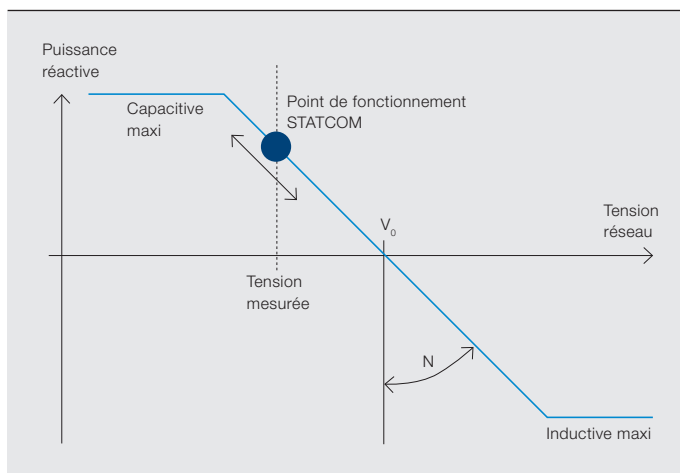 Puissance
réactive
Capacitive
maxi
Point de fonctionnement
STATCOM
V₀
Tension
réseau
Tension
mesurée
N
Inductive maxi